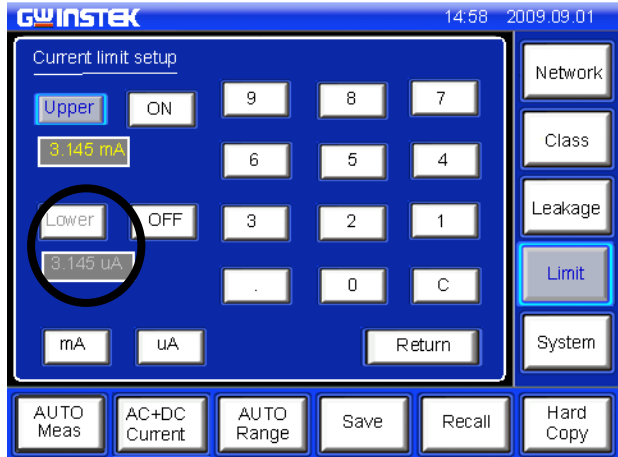 GWINSTEK 14:58 2009.09.01
Current limit setup
Upper ON 9 8 7
3.145 mA
6 5 4
Lower OFF 3 2 1
3.145 uA
. 0 C
mA uA Return
Network
Class
Leakage
Limit
System
AUTO
Meas
AC+DC
Current
AUTO
Range
Save
Recall
Hard
Copy